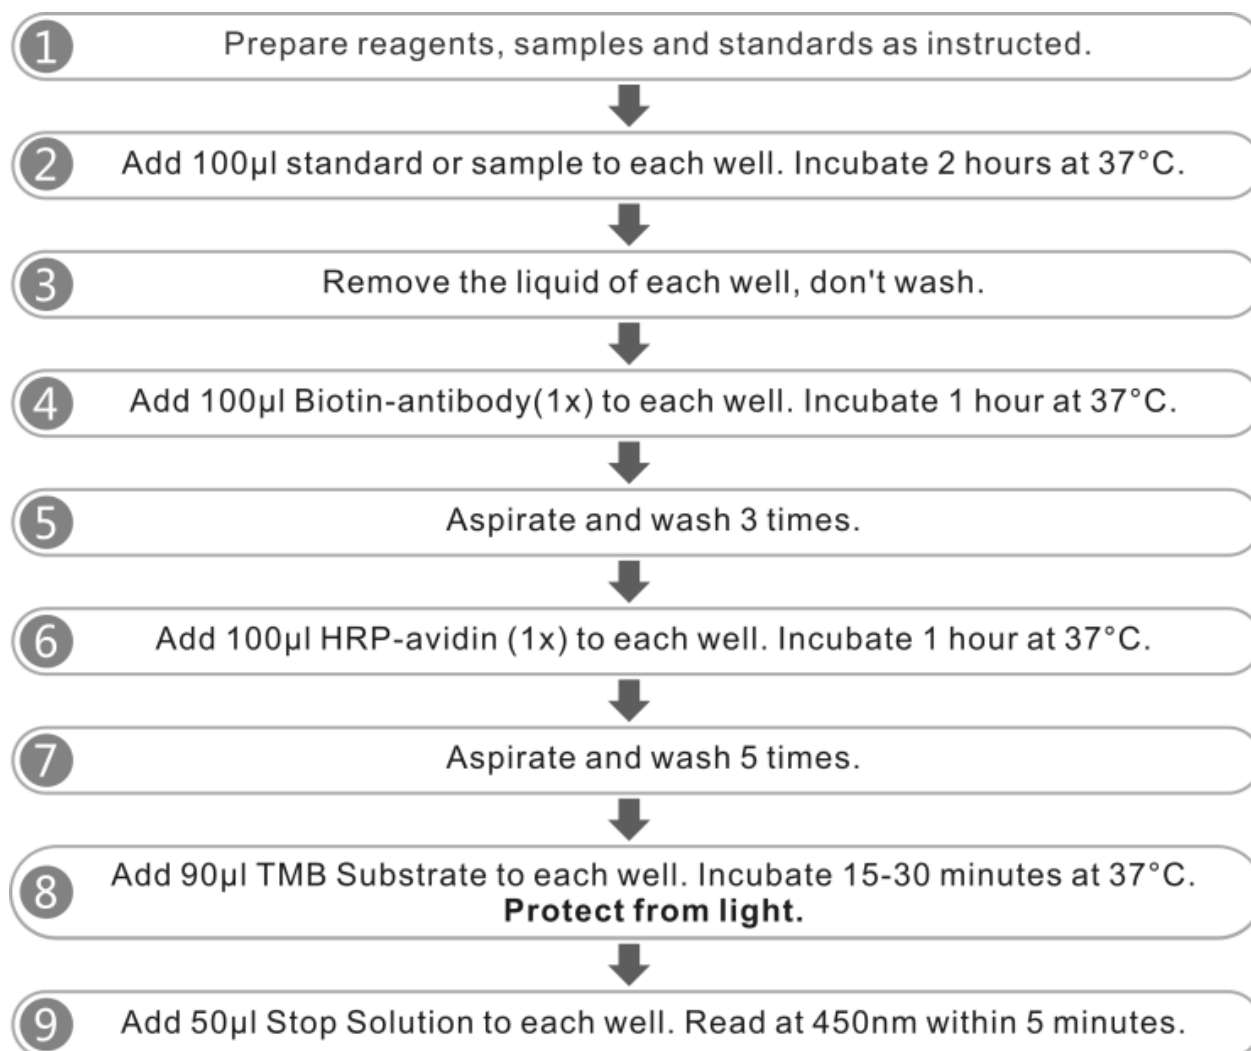 1 Prepare reagents, samples and standards as instructed.
2 Add 100µl standard or sample to each well. Incubate 2 hours at 37°C.
3 Remove the liquid of each well, don't wash.
4 Add 100µl Biotin-antibody(1x) to each well. Incubate 1 hour at 37°C.
5 Aspirate and wash 3 times.
6 Add 100µl HRP-avidin (1x) to each well. Incubate 1 hour at 37°C.
7 Aspirate and wash 5 times.
8 Add 90µl TMB Substrate to each well. Incubate 15-30 minutes at 37°C.
Protect from light.
9 Add 50µl Stop Solution to each well. Read at 450nm within 5 minutes.